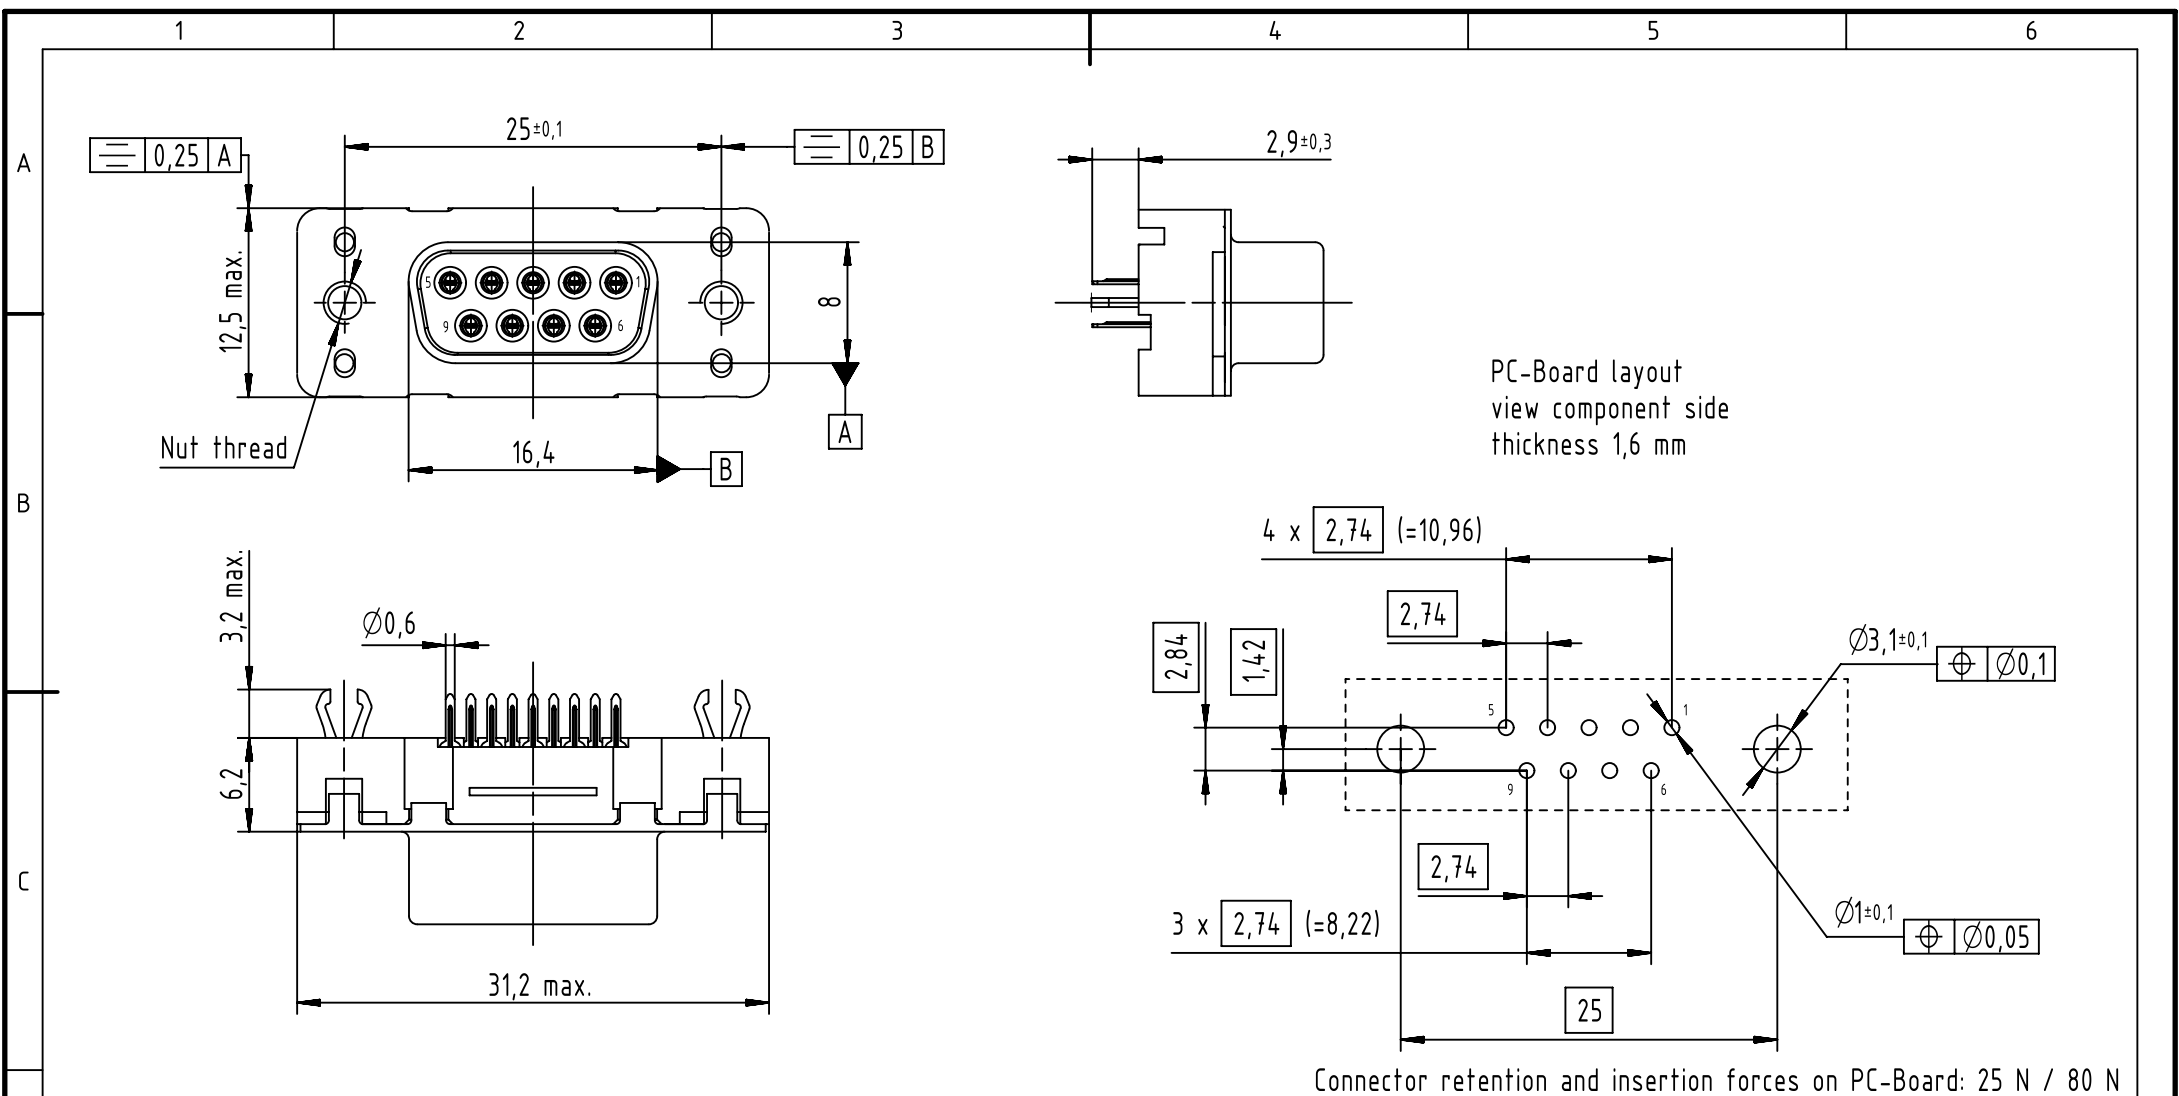 1 2 3 4 5 6
A
B
C
25±0,1
0,25 A
0,25 B
12,5 max.
5 1
9 6
8
A
Nut thread
16,4
B
2,9±0,3
PC-Board layout
view component side
thickness 1,6 mm
3,2 max.
Ø0,6
6,2
31,2 max.
4 x 2,74 (=10,96)
2,74
2,84
1,42
Ø3,1±0,1 Ø0,1
5 1
9 6
2,74
3 x 2,74 (=8,22)
Ø1±0,1 Ø0,05
25
Connector retention and insertion forces on PC-Board: 25 N / 80 N